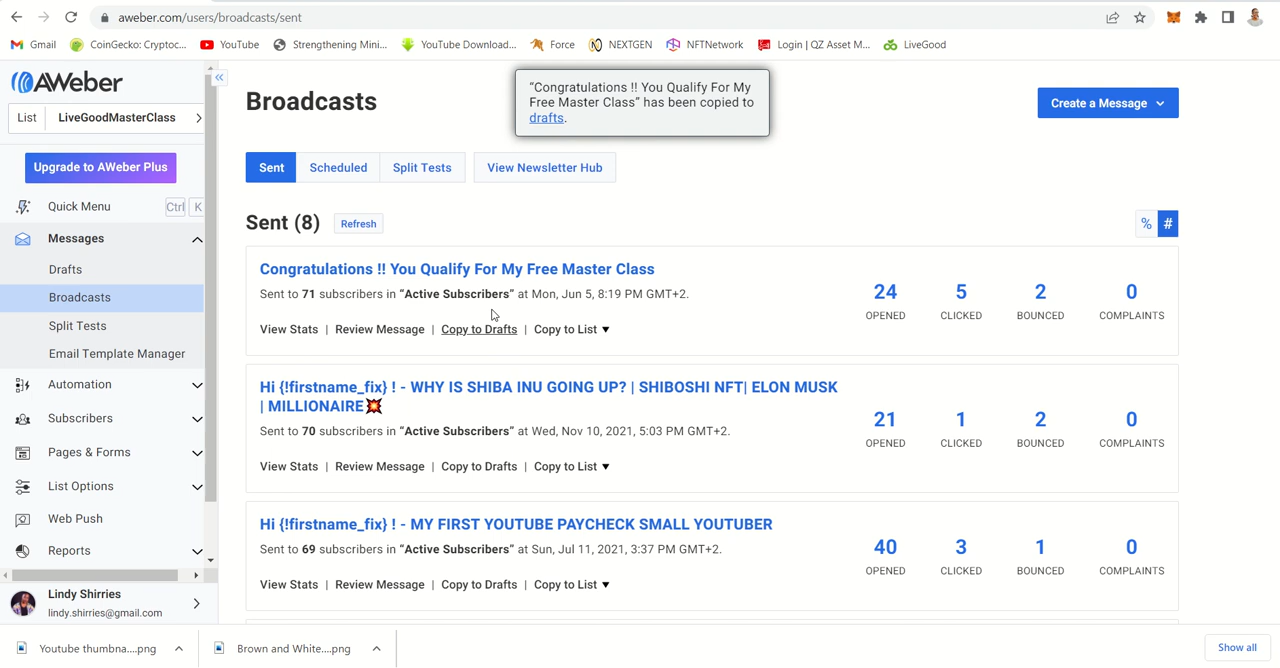 aweber.com/users/broadcasts/sent
Gmail
CoinGecko: Cryptoc...
YouTube
Strengthening Mini...
YouTube Download...
Force
NEXTGEN
NFTNetwork
Login | QZ Asset M...
LiveGood
AWeber
List
LiveGoodMasterClass
Upgrade to AWeber Plus
Quick Menu
Ctrl
K
Messages
Drafts
Broadcasts
Split Tests
Email Template Manager
Automation
Subscribers
Pages & Forms
List Options
Web Push
Reports
Lindy Shirries
lindy.shirries@gmail.com
Broadcasts
“Congratulations !! You Qualify For My
Free Master Class” has been copied to
drafts.
Create a Message
Sent
Scheduled
Split Tests
View Newsletter Hub
Sent (8)
Refresh
%
#
Congratulations !! You Qualify For My Free Master Class
Sent to 71 subscribers in “Active Subscribers” at Mon, Jun 5, 8:19 PM GMT+2.
View Stats | Review Message | Copy to Drafts | Copy to List ▼
24 5 2 0
OPENED CLICKED BOUNCED COMPLAINTS
Hi {!firstname_fix} ! - WHY IS SHIBA INU GOING UP? | SHIBOSHI NFT| ELON MUSK
| MILLIONAIRE💥
Sent to 70 subscribers in “Active Subscribers” at Wed, Nov 10, 2021, 5:03 PM GMT+2.
View Stats | Review Message | Copy to Drafts | Copy to List ▼
21 1 2 0
OPENED CLICKED BOUNCED COMPLAINTS
Hi {!firstname_fix} ! - MY FIRST YOUTUBE PAYCHECK SMALL YOUTUBER
Sent to 69 subscribers in “Active Subscribers” at Sun, Jul 11, 2021, 3:37 PM GMT+2.
View Stats | Review Message | Copy to Drafts | Copy to List ▼
40 3 1 0
OPENED CLICKED BOUNCED COMPLAINTS
Youtube thumbna....png
Brown and White....png
Show all